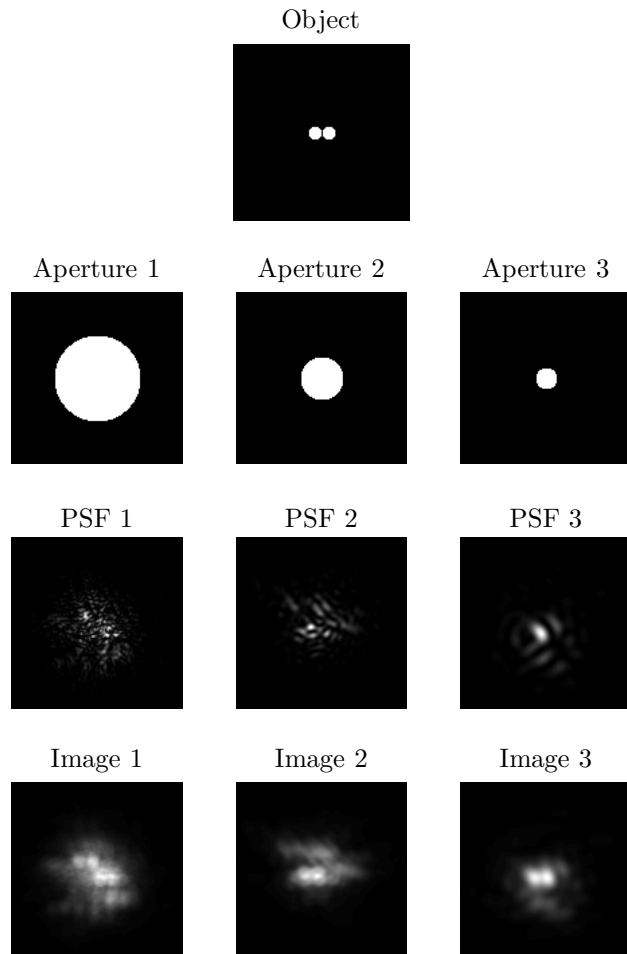 Object
Aperture 1
Aperture 2
Aperture 3
PSF 1
PSF 2
PSF 3
Image 1
Image 2
Image 3